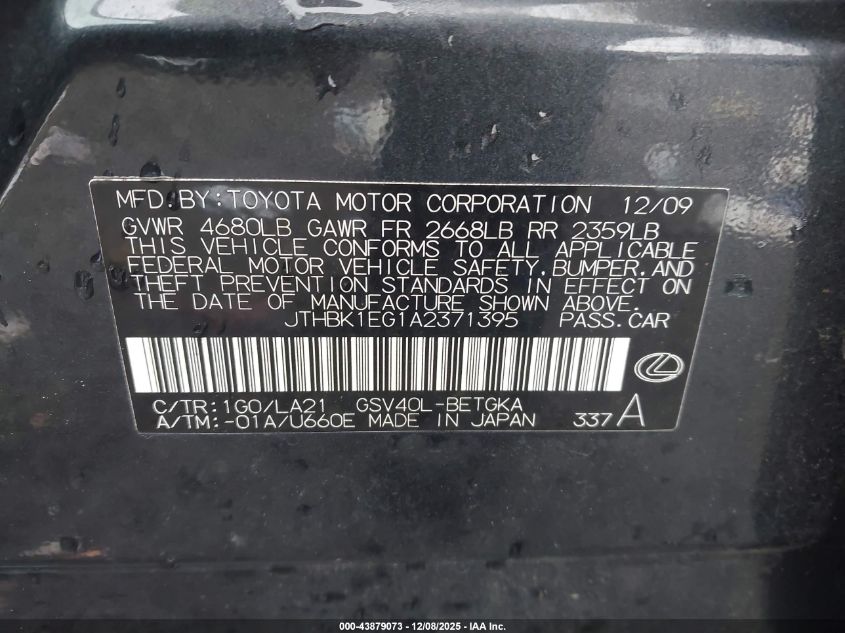 MFD.BY:TOYOTA MOTOR CORPORATION 12/09
GVWR 4680LB GAWR FR 2668LB RR 2359LB
THIS VEHICLE CONFORMS TO ALL APPLICABLE
FEDERAL MOTOR VEHICLE SAFETY,BUMPER,AND
THEFT PREVENTION STANDARDS IN EFFECT ON
THE DATE OF MANUFACTURE SHOWN ABOVE.
JTHBK1EG1A2371395 PASS.CAR
C/TR:1G0/LA21 GSV40L-BETGKA
A/TM:-01A/U660E MADE IN JAPAN 337A
000-43879073 - 12/08/2025 - IAA Inc.